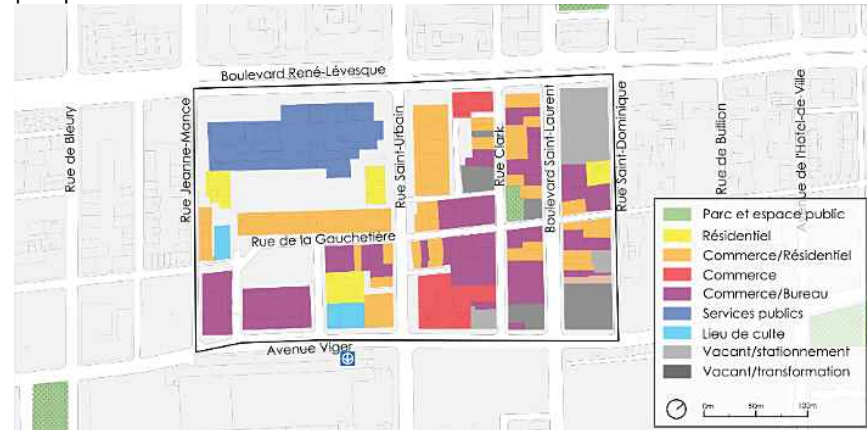 Boulevard René-Lévesque
Rue de Bleury
Rue Jeanne-Mance
Rue Saint-Urbain
Rue Clark
Boulevard Saint-Laurent
Rue Saint-Dominique
Rue de Bullion
Avenue de l'Hôtel-de-Ville
Rue de la Gauchetière
Avenue Viger
Parc et espace public
Résidentiel
Commerce/Résidentiel
Commerce
Commerce/Bureau
Services publics
Lieu de culte
Vacant/stationnement
Vacant/transformation
0m 50m 100m